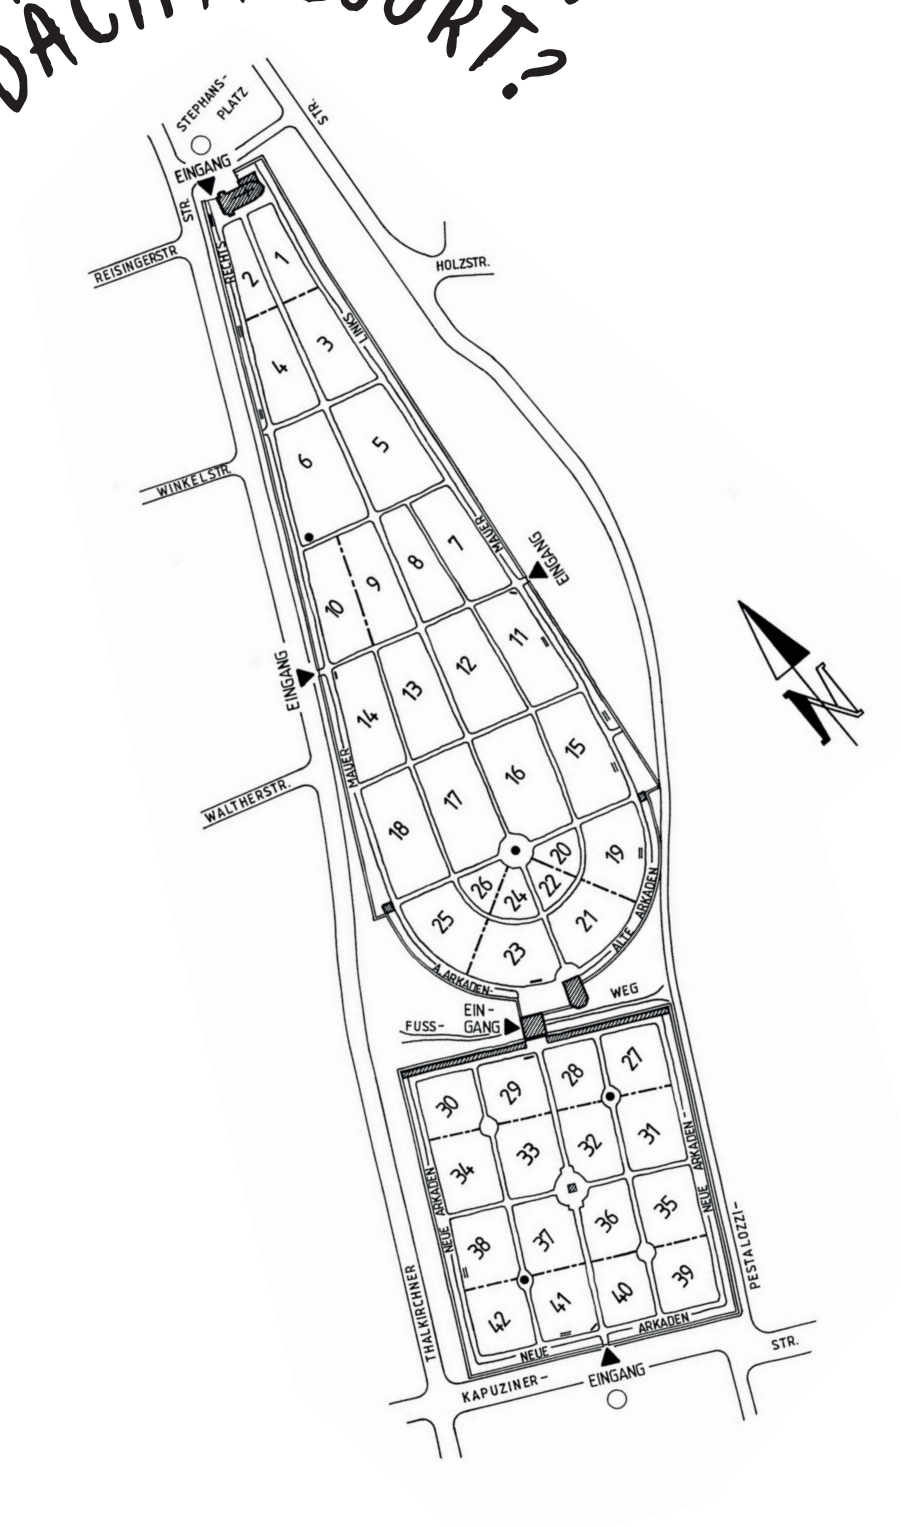 STEPHANS-
PLATZ
STR.
EINGANG
STR.
REISINGERSTR
HOLZSTR.
RECHTS
LINKS
1
2
3
4
5
6
WINKELSTR.
MAUER
EINGANG
7
8
9
10
11
12
13
14
EINGANG
MAUER
N
15
16
17
18
WALTHERSTR.
19
20
21
22
23
24
25
26
ALTE ARKADEN
A.ARKADEN-
WEG
EIN-
GANG
FUSS-
27
28
29
30
31
32
33
34
NEUE ARKADEN
NEUE ARKADEN-
35
36
37
38
39
40
41
42
THALKIRCHNER
PESTALOZZI-
NEUE
ARKADEN
KAPUZINER-
EINGANG
STR.